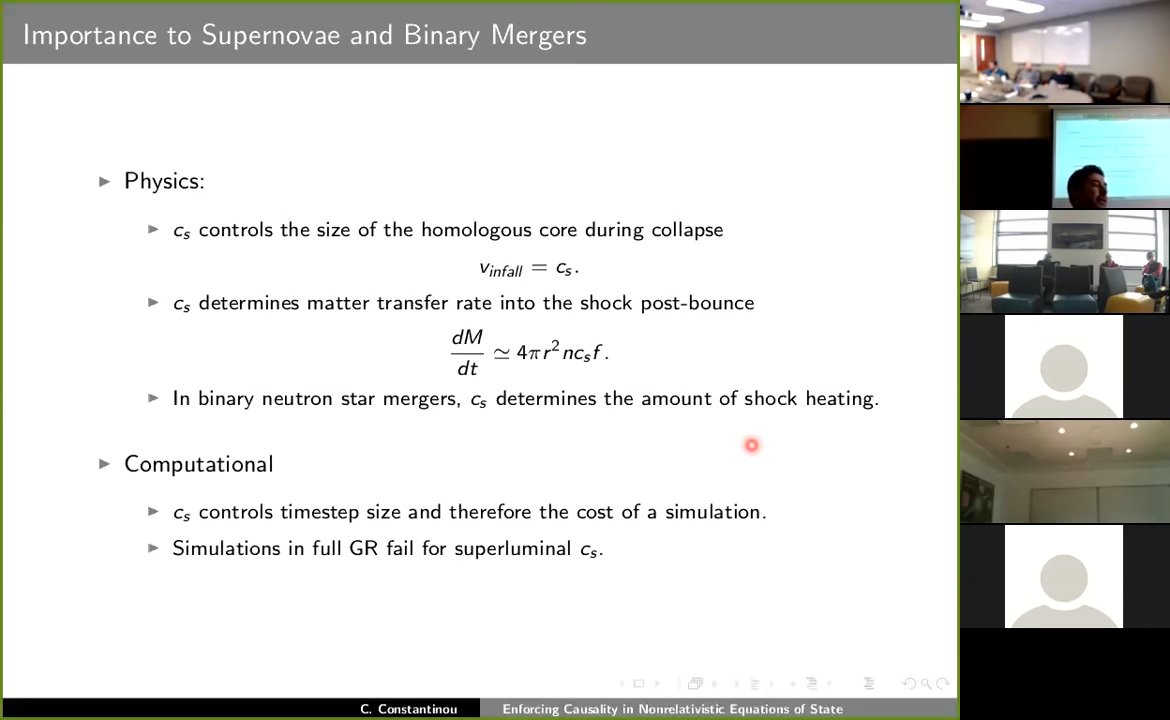 Importance to Supernovae and Binary Mergers
Physics:
c_s controls the size of the homologous core during collapse
v_infall = c_s.
c_s determines matter transfer rate into the shock post-bounce
dM/dt ≃ 4πr²nc_sf.
In binary neutron star mergers, c_s determines the amount of shock heating.
Computational
c_s controls timestep size and therefore the cost of a simulation.
Simulations in full GR fail for superluminal c_s.
C. Constantinou
Enforcing Causality in Nonrelativistic Equations of State